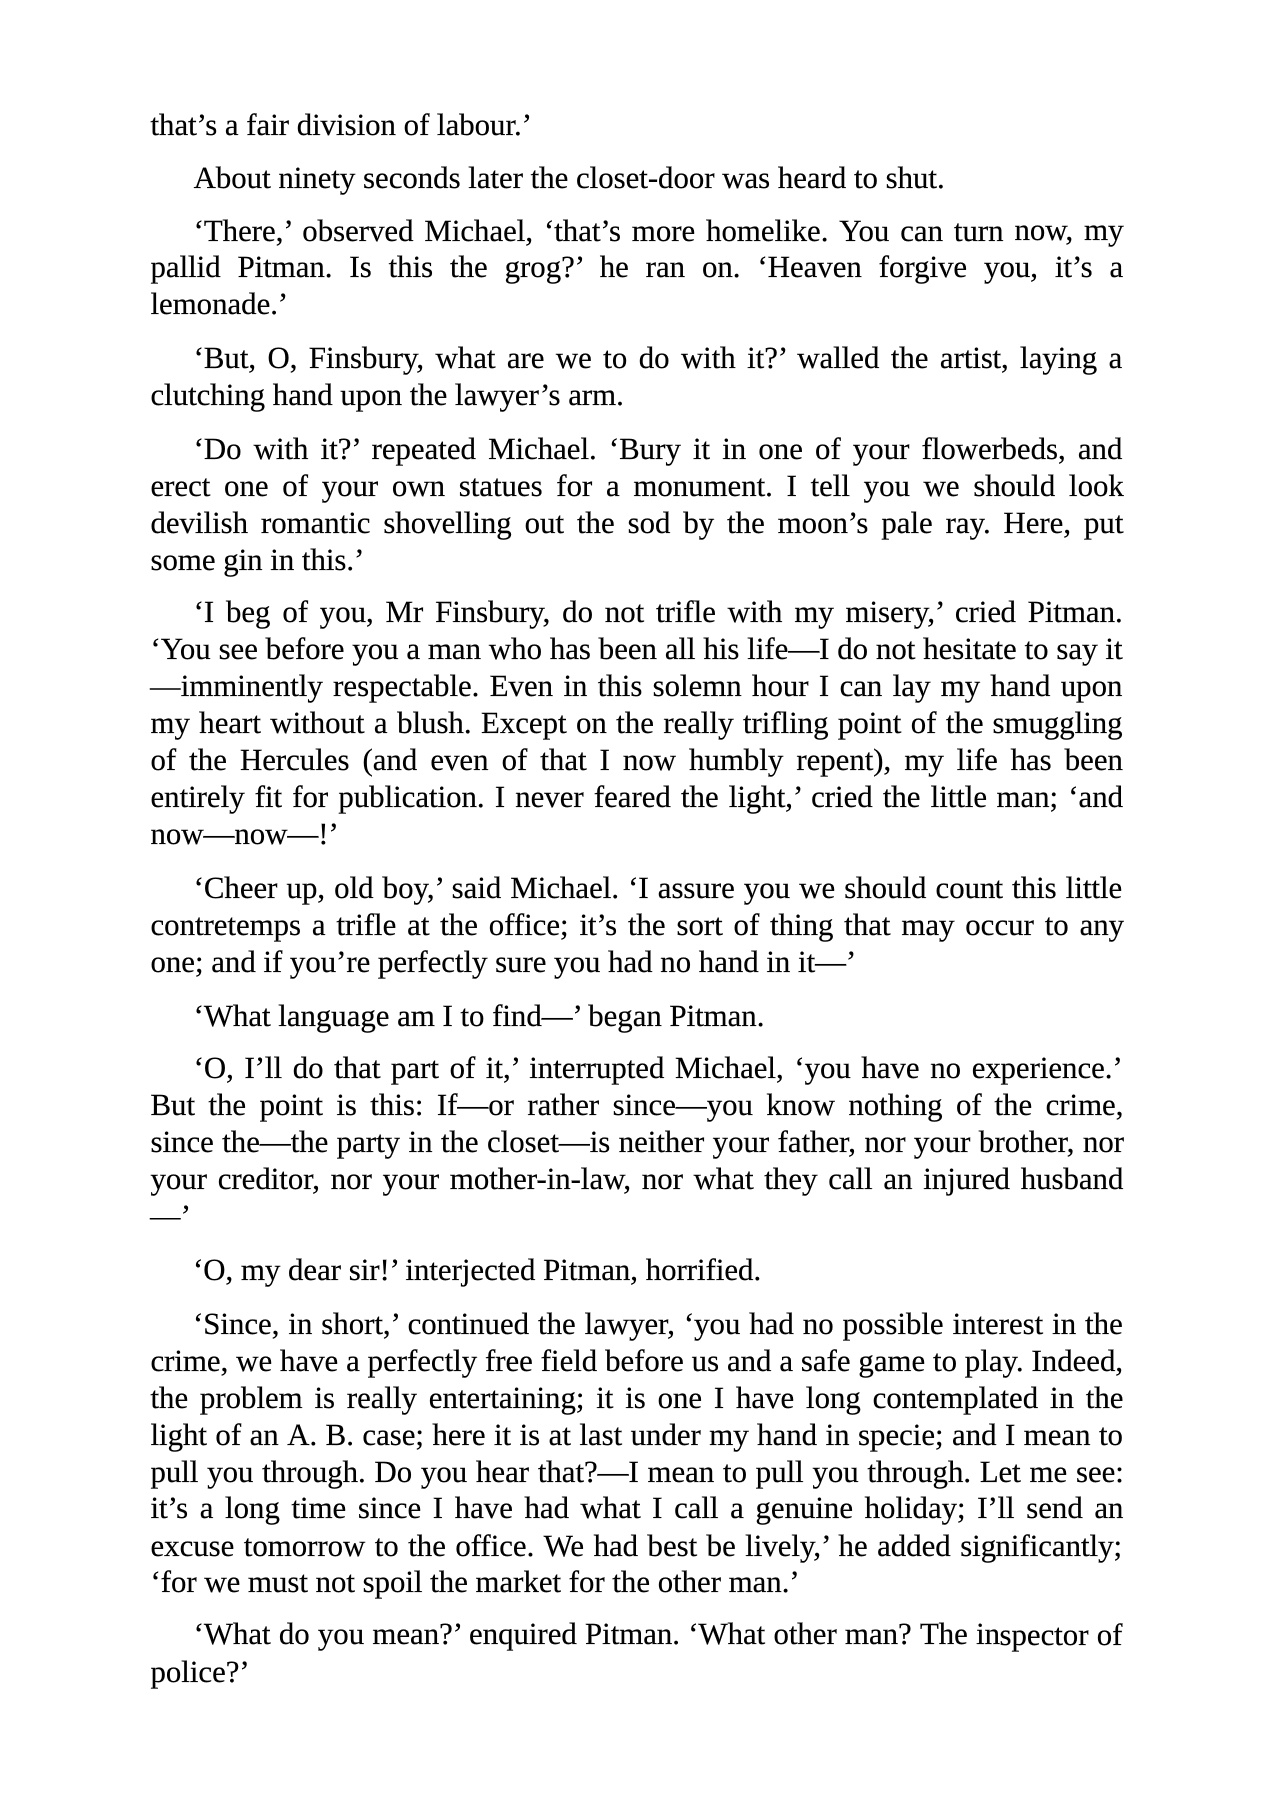 that’s a fair division of labour.’
About ninety seconds later the closet-door was heard to shut.
‘There,’ observed Michael, ‘that’s more homelike. You can turn now, my
pallid Pitman. Is this the grog?’ he ran on. ‘Heaven forgive you, it’s a
lemonade.’
‘But, O, Finsbury, what are we to do with it?’ walled the artist, laying a
clutching hand upon the lawyer’s arm.
‘Do with it?’ repeated Michael. ‘Bury it in one of your flowerbeds, and
erect one of your own statues for a monument. I tell you we should look
devilish romantic shovelling out the sod by the moon’s pale ray. Here, put
some gin in this.’
‘I beg of you, Mr Finsbury, do not trifle with my misery,’ cried Pitman.
‘You see before you a man who has been all his life—I do not hesitate to say it
—imminently respectable. Even in this solemn hour I can lay my hand upon
my heart without a blush. Except on the really trifling point of the smuggling
of the Hercules (and even of that I now humbly repent), my life has been
entirely fit for publication. I never feared the light,’ cried the little man; ‘and
now—now—!’
‘Cheer up, old boy,’ said Michael. ‘I assure you we should count this little
contretemps a trifle at the office; it’s the sort of thing that may occur to any
one; and if you’re perfectly sure you had no hand in it—’
‘What language am I to find—’ began Pitman.
‘O, I’ll do that part of it,’ interrupted Michael, ‘you have no experience.’
But the point is this: If—or rather since—you know nothing of the crime,
since the—the party in the closet—is neither your father, nor your brother, nor
your creditor, nor your mother-in-law, nor what they call an injured husband
—’
‘O, my dear sir!’ interjected Pitman, horrified.
‘Since, in short,’ continued the lawyer, ‘you had no possible interest in the
crime, we have a perfectly free field before us and a safe game to play. Indeed,
the problem is really entertaining; it is one I have long contemplated in the
light of an A. B. case; here it is at last under my hand in specie; and I mean to
pull you through. Do you hear that?—I mean to pull you through. Let me see:
it’s a long time since I have had what I call a genuine holiday; I’ll send an
excuse tomorrow to the office. We had best be lively,’ he added significantly;
‘for we must not spoil the market for the other man.’
‘What do you mean?’ enquired Pitman. ‘What other man? The inspector of
police?’